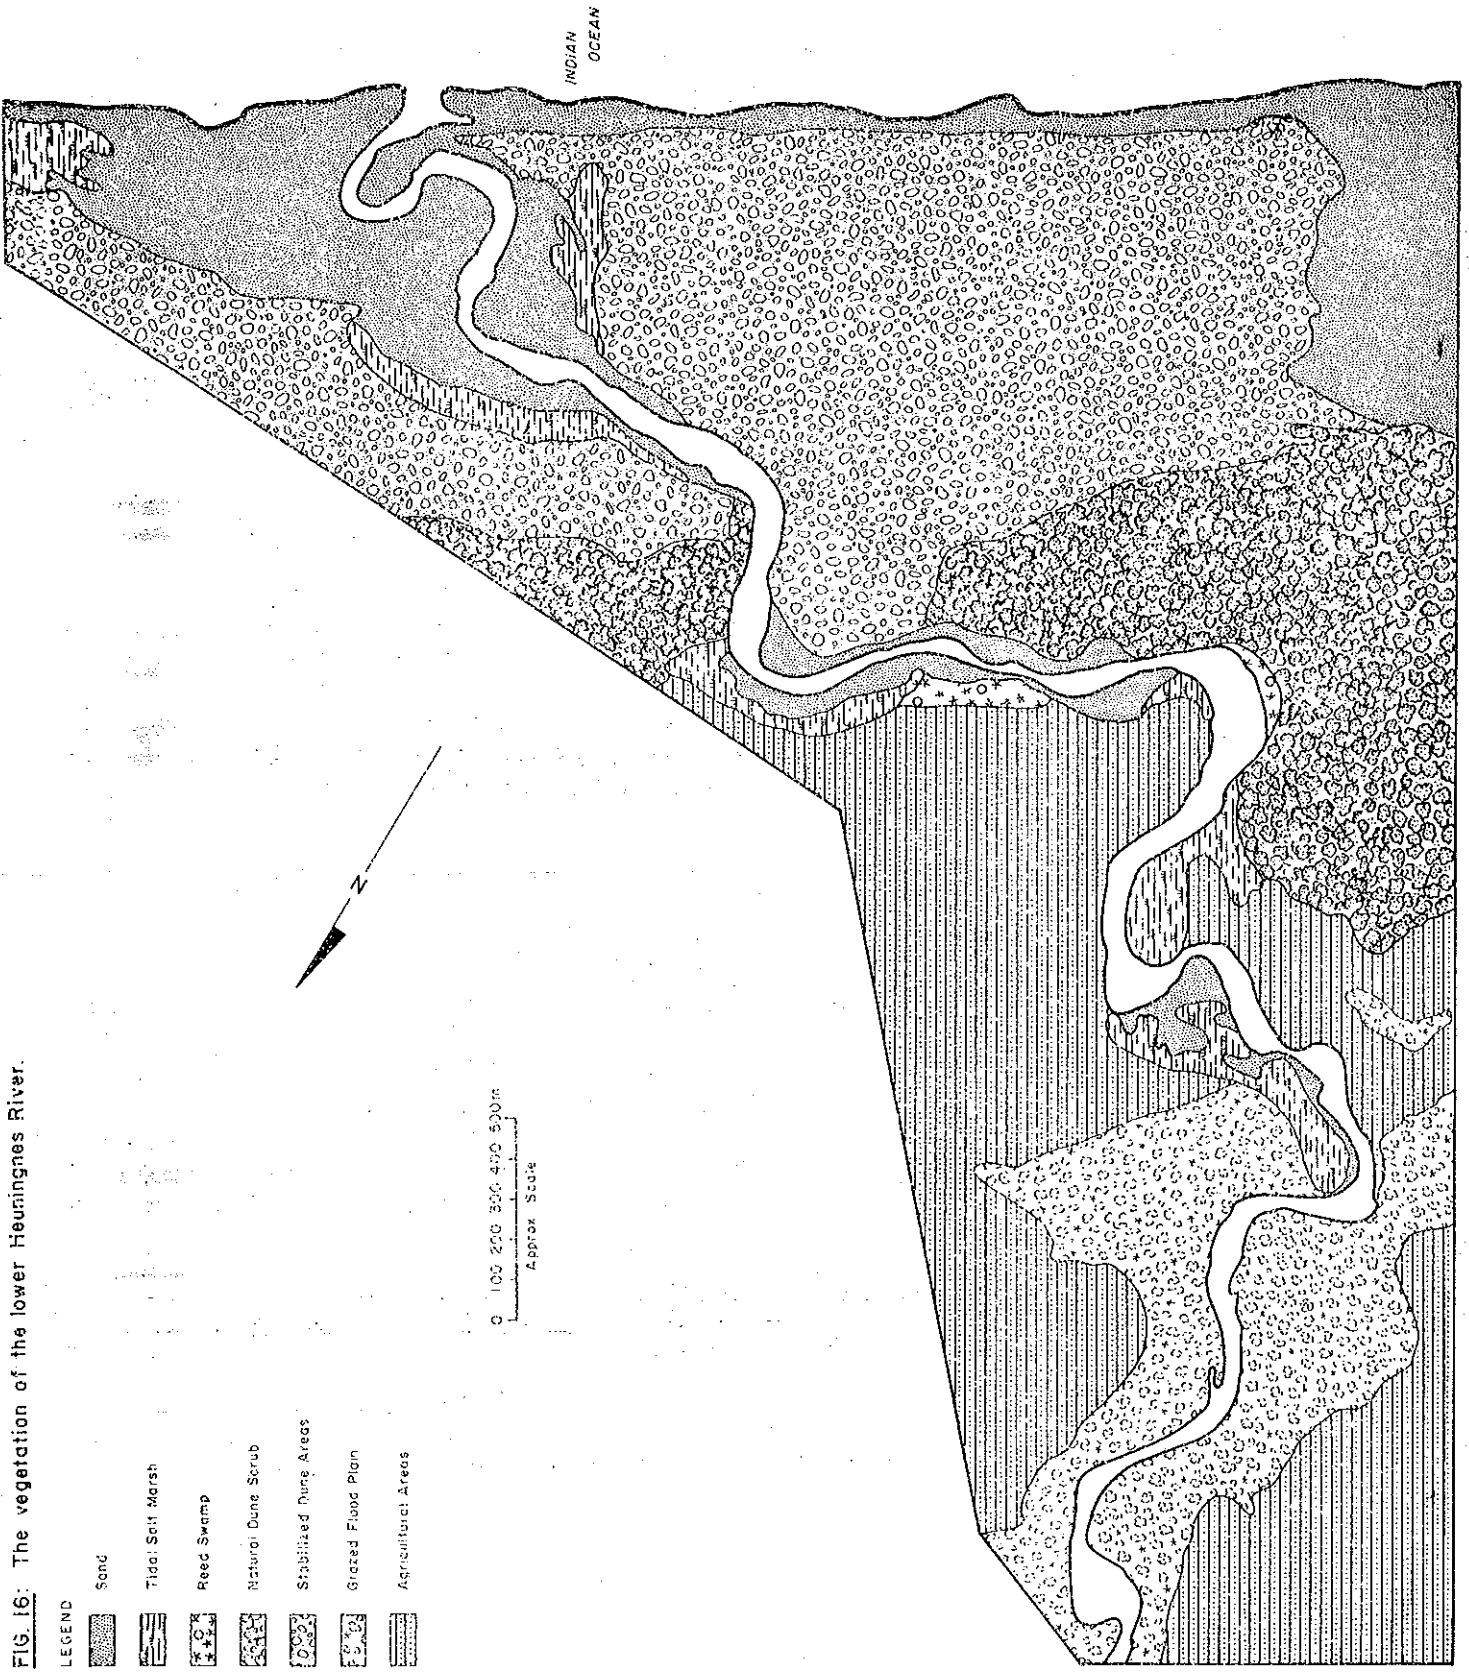 FIG. 16: The vegetation of the lower Heuningnes River.
LEGEND
Sand
Tidal Salt Marsh
Reed Swamp
Natural Dune Scrub
Stabilized Dune Areas
Grazed Flood Plain
Agricultural Areas
0 100 200 300 400 500m
Approx Scale
N
INDIAN
OCEAN